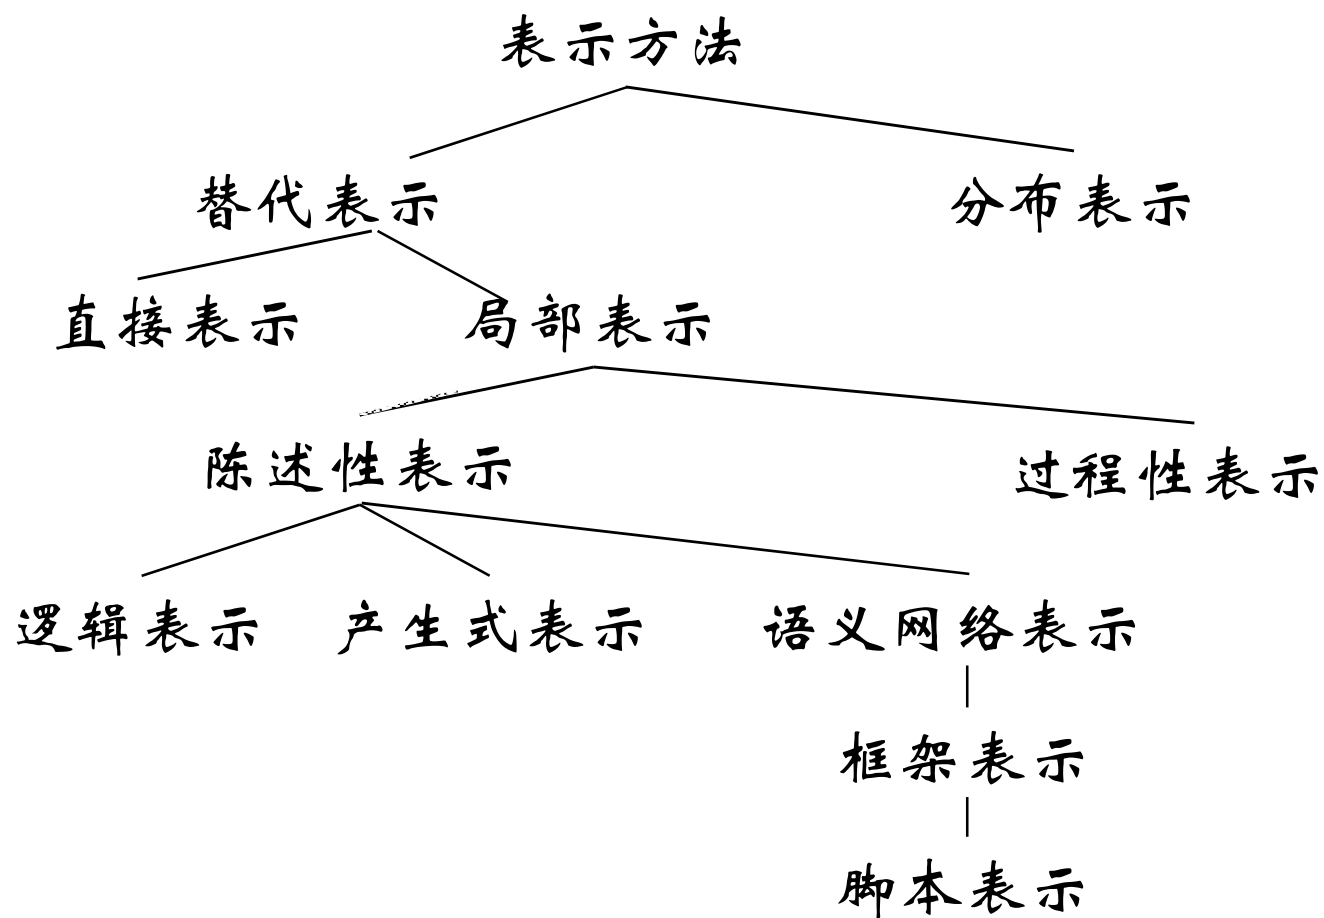 表示方法
替代表示 分布表示
直接表示 局部表示
陈述性表示 过程性表示
逻辑表示 产生式表示 语义网络表示
框架表示
脚本表示